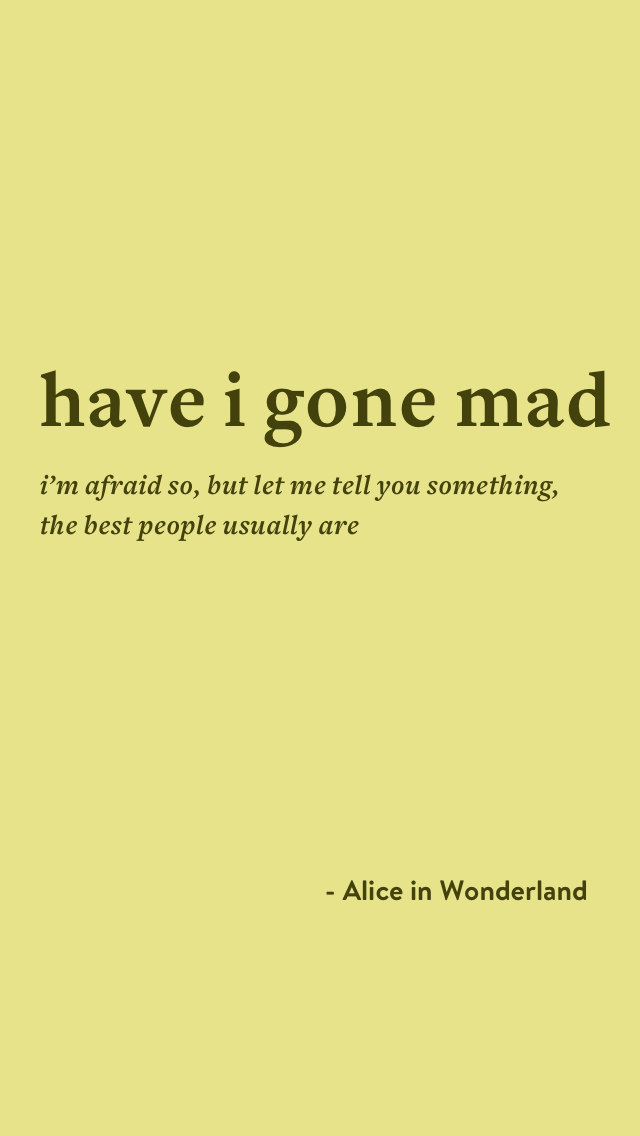 have i gone mad
i’m afraid so, but let me tell you something,
the best people usually are
- Alice in Wonderland